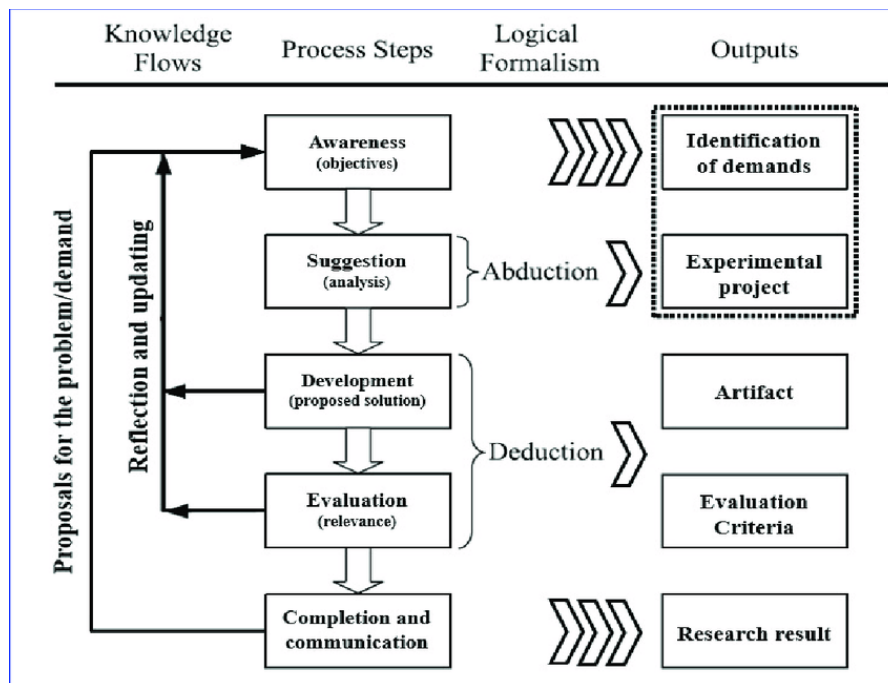 Knowledge
Flows
Process Steps
Logical
Formalism
Outputs
Proposals for the problem/demand
Reflection and updating
Awareness
(objectives)
Identification
of demands
Suggestion
(analysis)
Abduction
Experimental
project
Development
(proposed solution)
Artifact
Deduction
Evaluation
(relevance)
Evaluation
Criteria
Completion and
communication
Research result